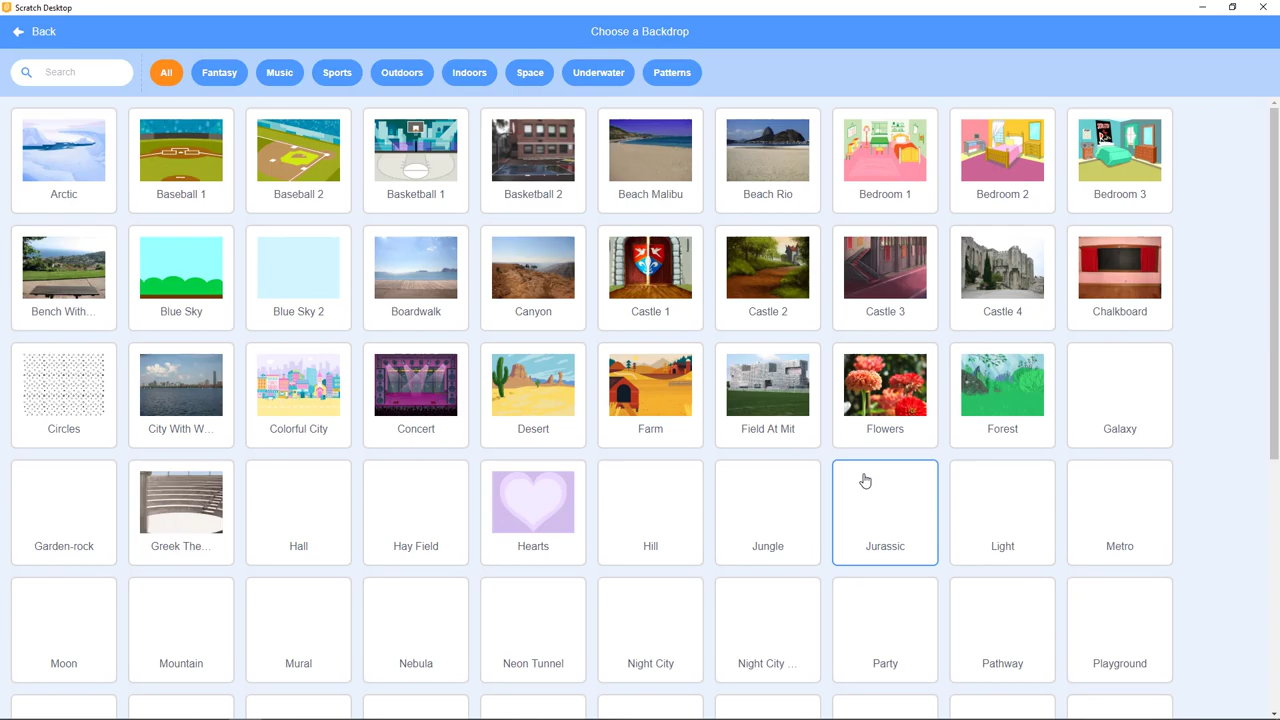 Scratch Desktop
Back
Choose a Backdrop
Search
All
Fantasy
Music
Sports
Outdoors
Indoors
Space
Underwater
Patterns
Arctic
Baseball 1
Baseball 2
Basketball 1
Basketball 2
Beach Malibu
Beach Rio
Bedroom 1
Bedroom 2
Bedroom 3
Bench With...
Blue Sky
Blue Sky 2
Boardwalk
Canyon
Castle 1
Castle 2
Castle 3
Castle 4
Chalkboard
Circles
City With W...
Colorful City
Concert
Desert
Farm
Field At Mit
Flowers
Forest
Galaxy
Garden-rock
Greek The...
Hall
Hay Field
Hearts
Hill
Jungle
Jurassic
Light
Metro
Moon
Mountain
Mural
Nebula
Neon Tunnel
Night City
Night City ...
Party
Pathway
Playground